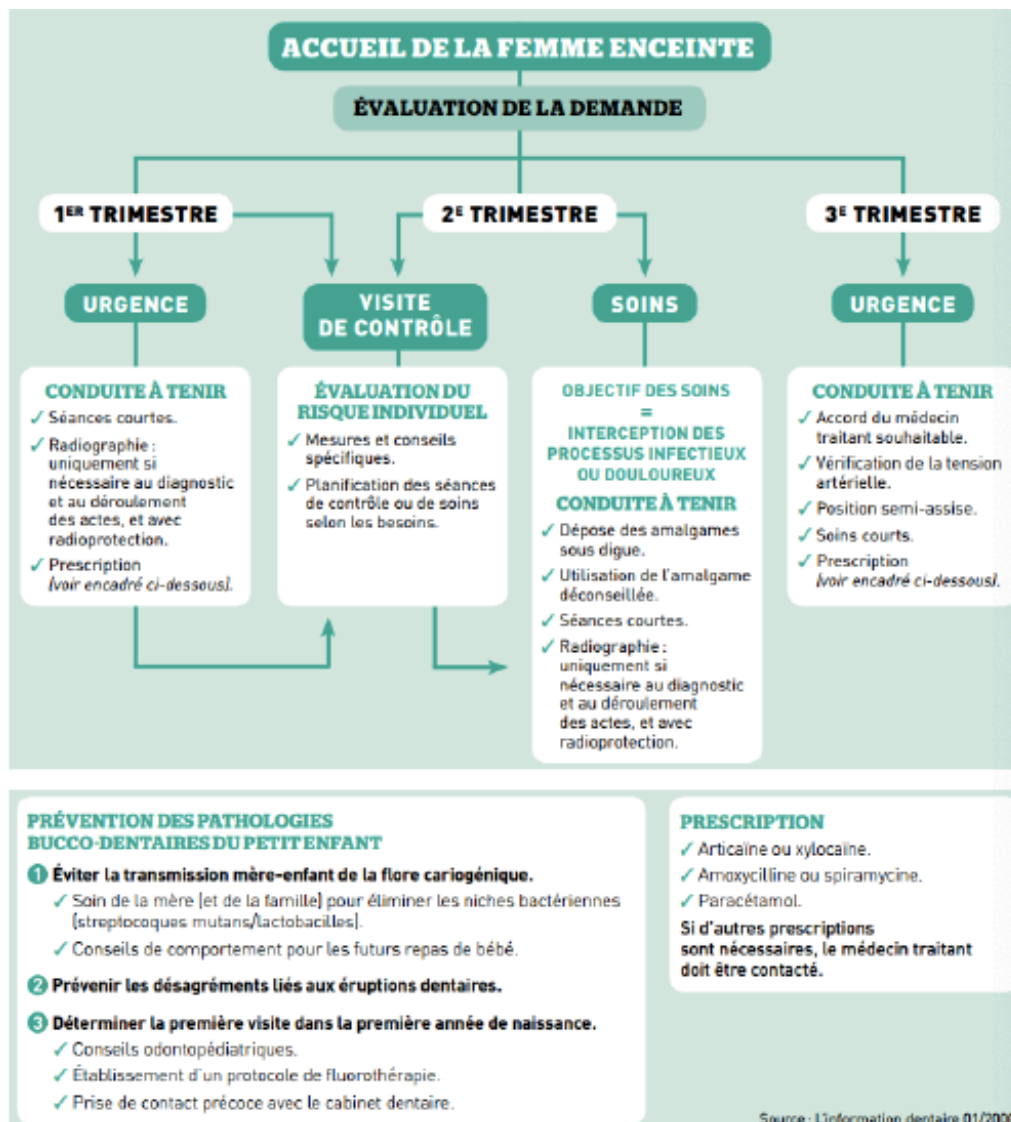 ACCUEIL DE LA FEMME ENCEINTE
ÉVALUATION DE LA DEMANDE
1ER TRIMESTRE
2E TRIMESTRE
3E TRIMESTRE
URGENCE
VISITE
DE CONTRÔLE
SOINS
URGENCE
CONDUITE À TENIR
✓ Séances courtes.
✓ Radiographie :
uniquement si
nécessaire au diagnostic
et au déroulement
des actes, et avec
radioprotection.
✓ Prescription
(voir encadré ci-dessous).
ÉVALUATION DU
RISQUE INDIVIDUEL
✓ Mesures et conseils
spécifiques.
✓ Planification des séances
de contrôle ou de soins
selon les besoins.
OBJECTIF DES SOINS
=
INTERCEPTION DES
PROCESSUS INFECTIEUX
OU DOULOUREUX
CONDUITE À TENIR
✓ Dépose des amalgames
sous digue.
✓ Utilisation de l'amalgame
déconseillée.
✓ Séances courtes.
✓ Radiographie :
uniquement si
nécessaire au diagnostic
et au déroulement
des actes, et avec
radioprotection.
CONDUITE À TENIR
✓ Accord du médecin
traitant souhaitable.
✓ Vérification de la tension
artérielle.
✓ Position semi-assise.
✓ Soins courts.
✓ Prescription
(voir encadré ci-dessous).
PRÉVENTION DES PATHOLOGIES
BUCCO-DENTAIRES DU PETIT ENFANT
1 Éviter la transmission mère-enfant de la flore cariogénique.
✓ Soin de la mère (et de la famille) pour éliminer les niches bactériennes
(streptocoques mutans/lactobacilles).
✓ Conseils de comportement pour les futurs repas de bébé.
2 Prévenir les désagréments liés aux éruptions dentaires.
3 Déterminer la première visite dans la première année de naissance.
✓ Conseils odontopédiatriques.
✓ Établissement d'un protocole de fluorothérapie.
✓ Prise de contact précoce avec le cabinet dentaire.
PRESCRIPTION
✓ Articaïne ou xylocaïne.
✓ Amoxycilline ou spiramycine.
✓ Paracétamol.
Si d'autres prescriptions
sont nécessaires, le médecin traitant
doit être contacté.
Source : L'information dentaire